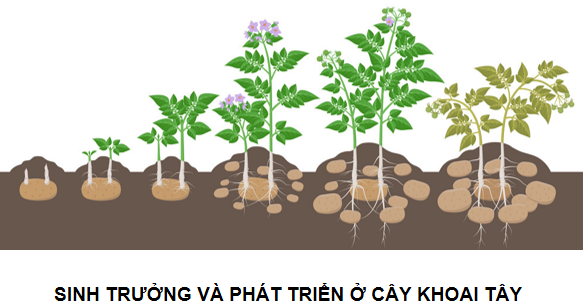 SINH TRƯỞNG VÀ PHÁT TRIỂN Ở CÂY KHOAI TÂY